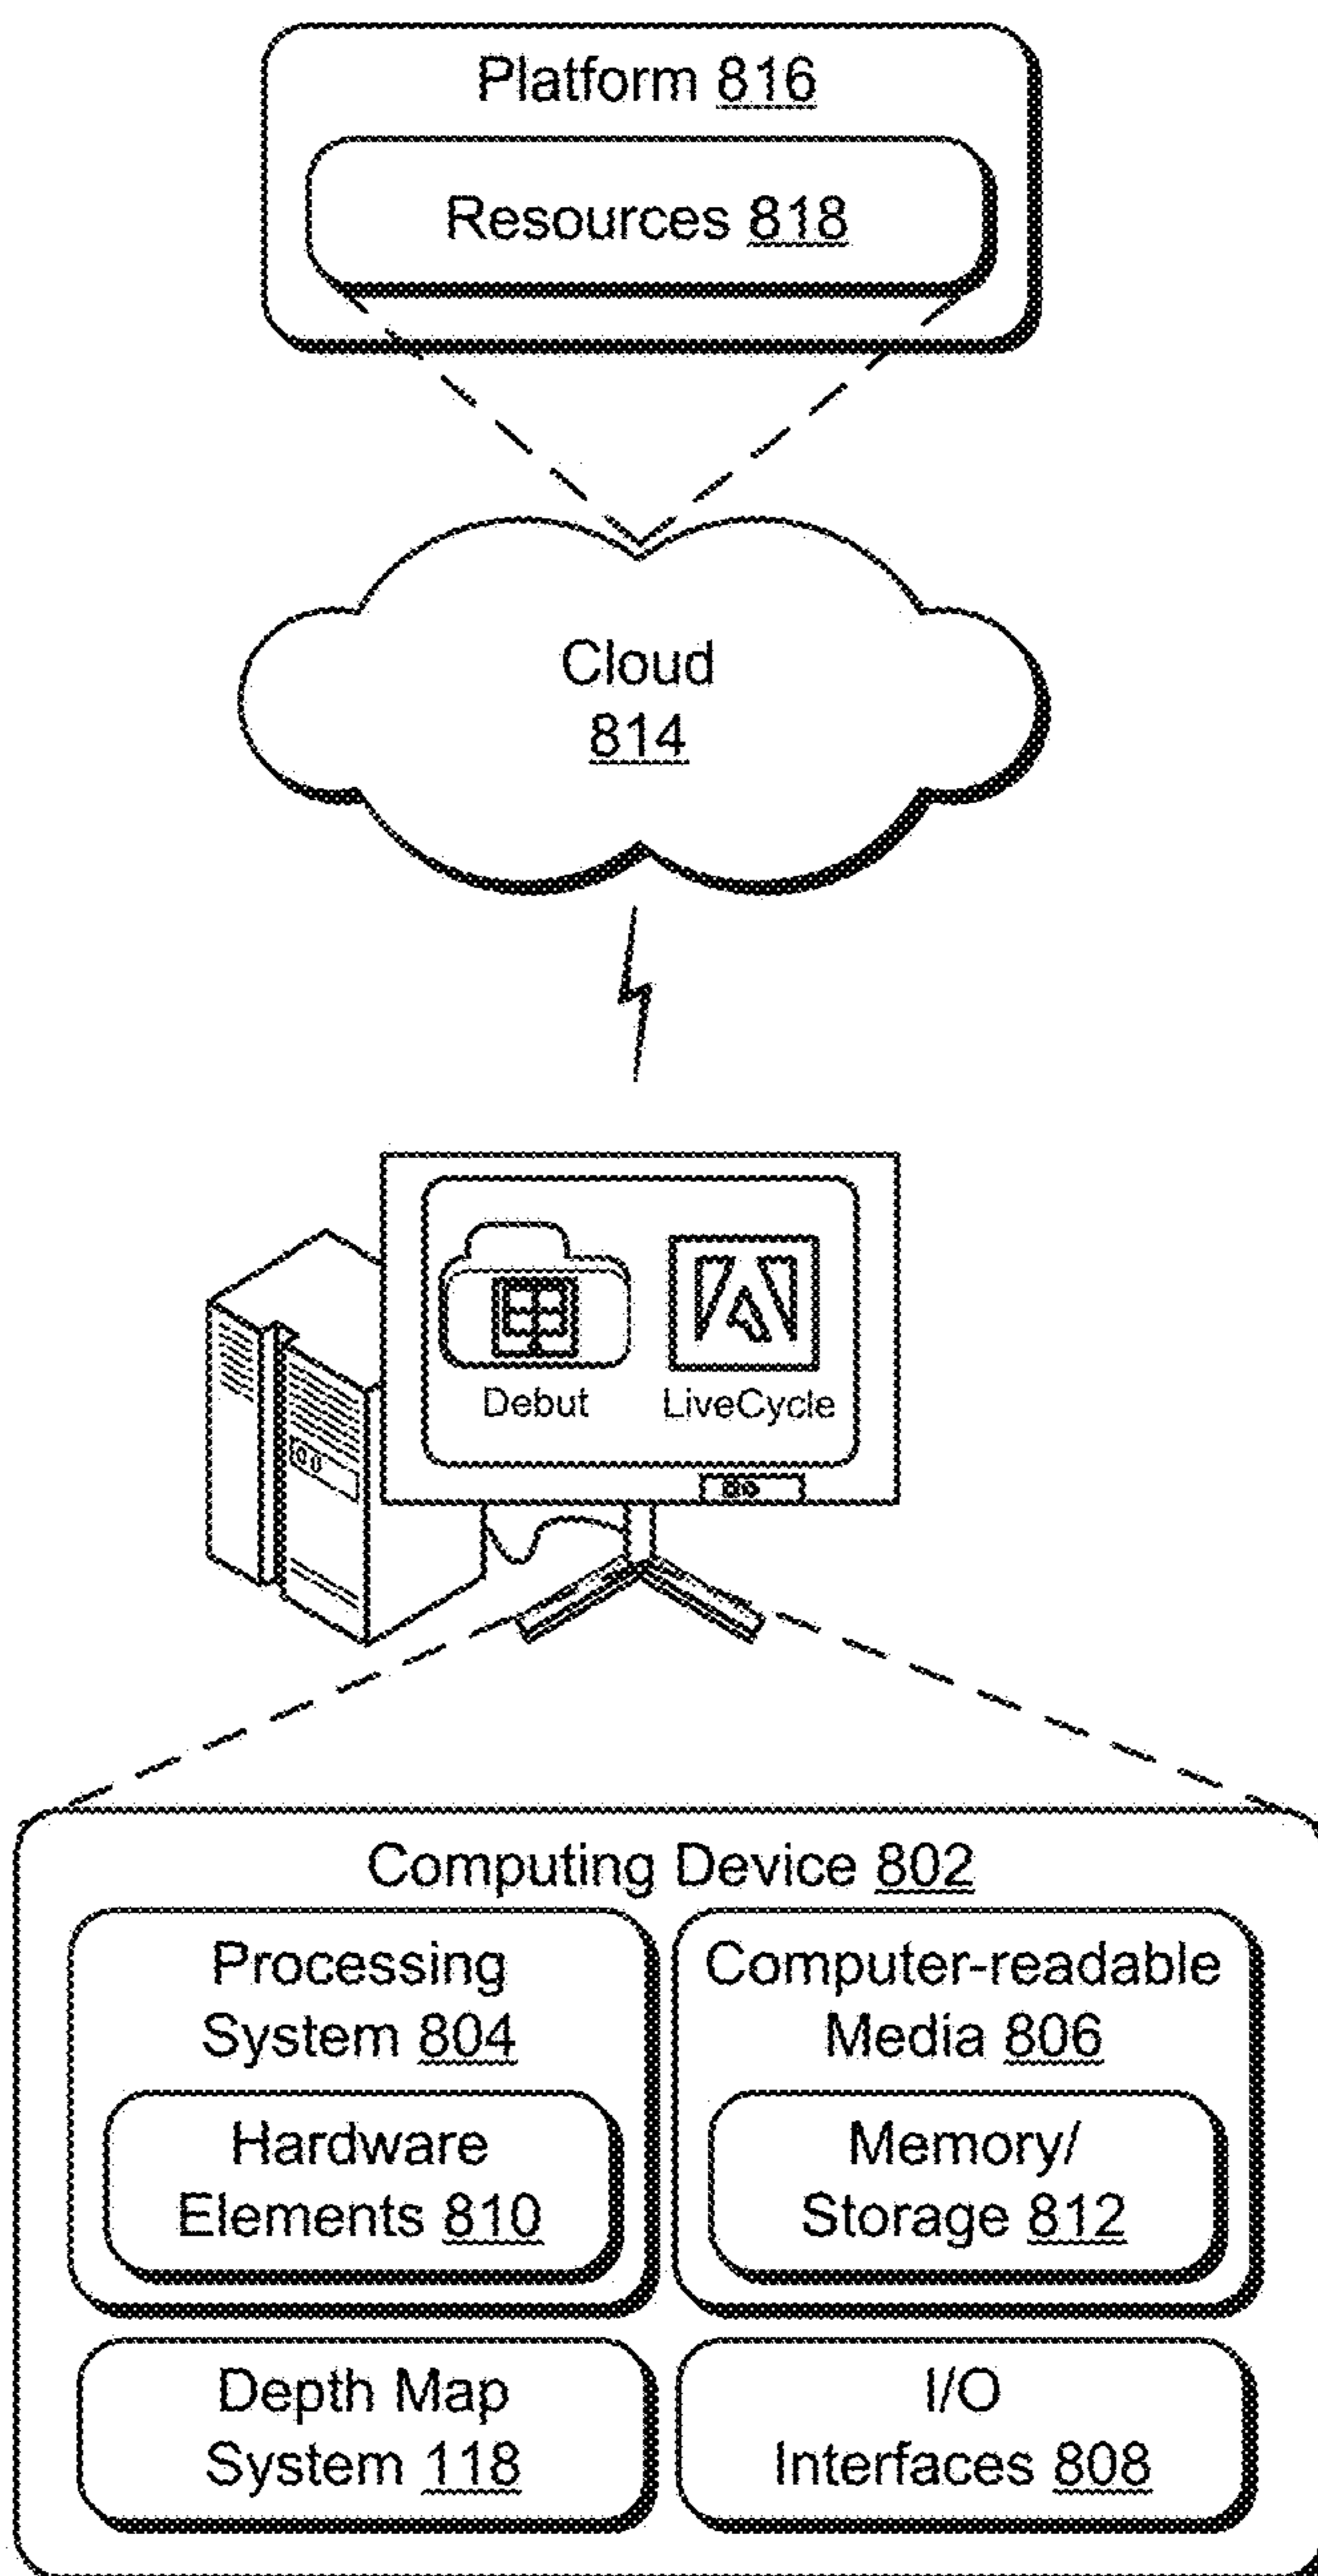 Platform 816
Resources 818
Cloud
814
Debut
LiveCycle
Computing Device 802
Processing
System 804
Hardware
Elements 810
Computer-readable
Media 806
Memory/
Storage 812
Depth Map
System 118
I/O
Interfaces 808